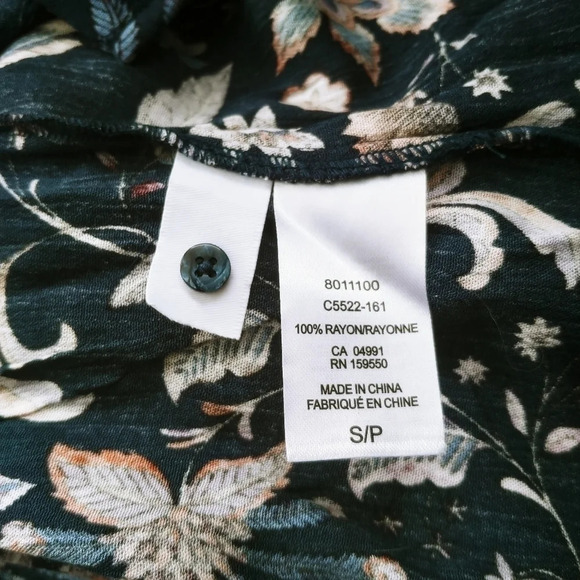 8011100
C5522-161
100% RAYON/RAYONNE
CA 04991
RN 159550
MADE IN CHINA
FABRIQUÉ EN CHINE
S/P